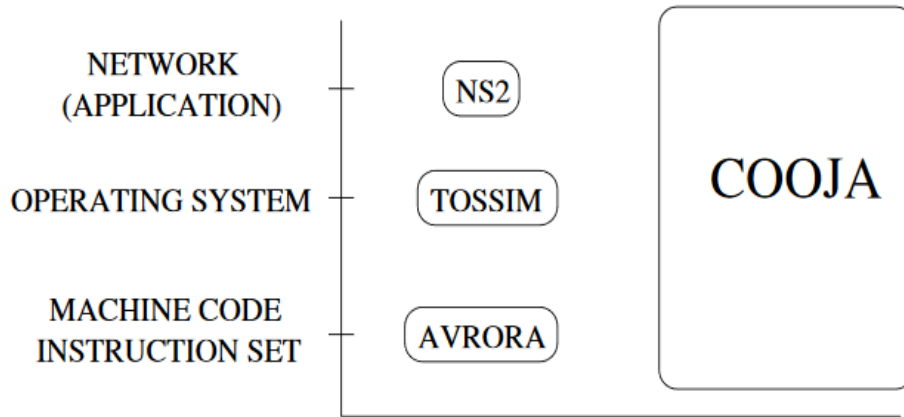 NETWORK
(APPLICATION)
NS2
COOJA
OPERATING SYSTEM
TOSSIM
MACHINE CODE
INSTRUCTION SET
AVRORA